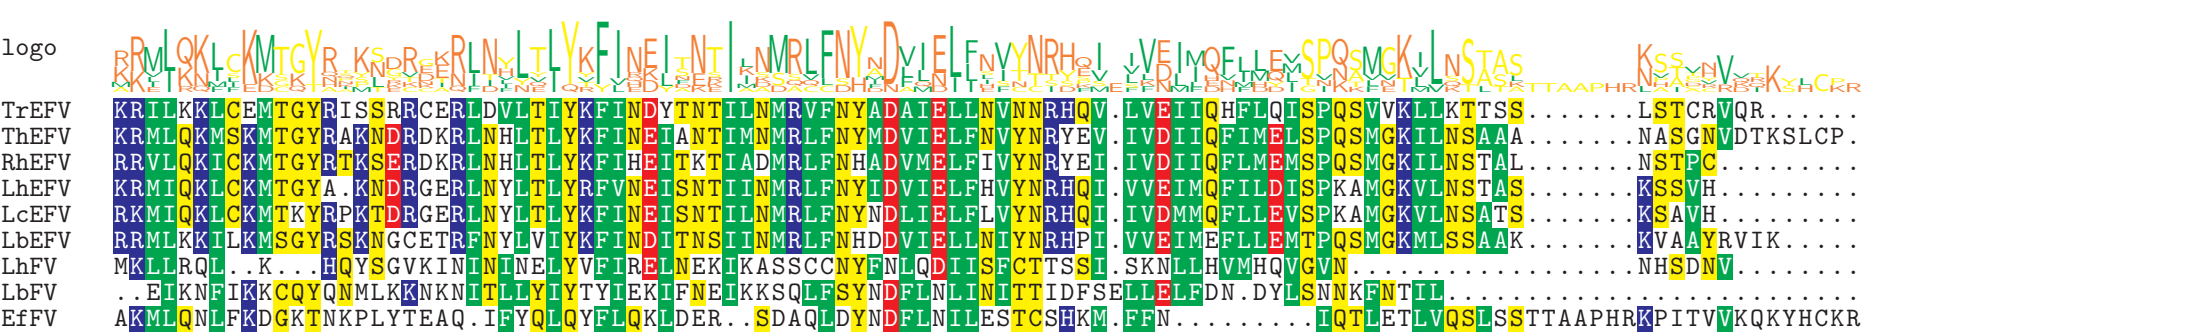 logo
TrEFV KRILKKLCEMTGYRISSRRCERLDVLTIYKFINDYTNTILNMRVFNYADAIELLNVNNRHQV.LVEIIQHFLQISPQSVVKLLKTTSS.......LSTCRVQR......
ThEFV KRMLQKMSKMTGYRAKNDRDKRLNHLTLYKFINEIANTIMNMRLFNYMDVIELFNVYNRYEV.IVDIIQFIMELSPQSMGKILNSAAA.......NASGNVDTKSLCP.
RhEFV RRVLQKICKMTGYRTKSERDKRLNHLTLYKFIHEITKTIADMRLFNHADVMELFIVYNRYEI.IVDIIQFLMEMSPQSMGKILNSTAL.......NSTPC.........
LhEFV KRMIQKLCKMTGYA.KNDRGERLNYLTLYRFVNEISNTIINMRLFNYIDVIELFHVYNRHQI.VVEIMQFILDISPKAMGKVLNSTAS.......KSSVH.........
LcEFV RKMIQKLCKMTKYRPKTDRGERLNYLTLYKFINEISNTILNMRLFNYNDLIELFLVYNRHQI.IVDMMQFLLEVSPKAMGKVLNSATS.......KSAVH.........
LbEFV RRMLKKILKMSGYRSKNGCETRFNYLVIYKFINDITNSIINMRLFNHDDVIELLNIYNRHPI.VVEIMEFLLEMTPQSMGKMLSSAAK.......KVAAYRVIK.....
LhFV MKLLRQL..K...HQYSGVKINININELYVFIRELNEKIKASSCCNYFNLQDIISFCTTSSI.SKNLLHVMHQVGVN..................NHSDNV........
LbFV ..EIKNFIKKCQYQNMLKKNKNITLLYIYTYIEKIFNEIKKSQLFSYNDFLNLINITTIDFSELLELFDN.DYLSNNKFNTIL..........................
EfFV AKMLQNLFKDGKTNKPLYTEAQ.IFYQLQYFLQKLDER..SDAQLDYNDFLNILESTCSHKM.FFN.........IQTLETLVQSLSSTTAAPHRKPITVVKQKYHCKR